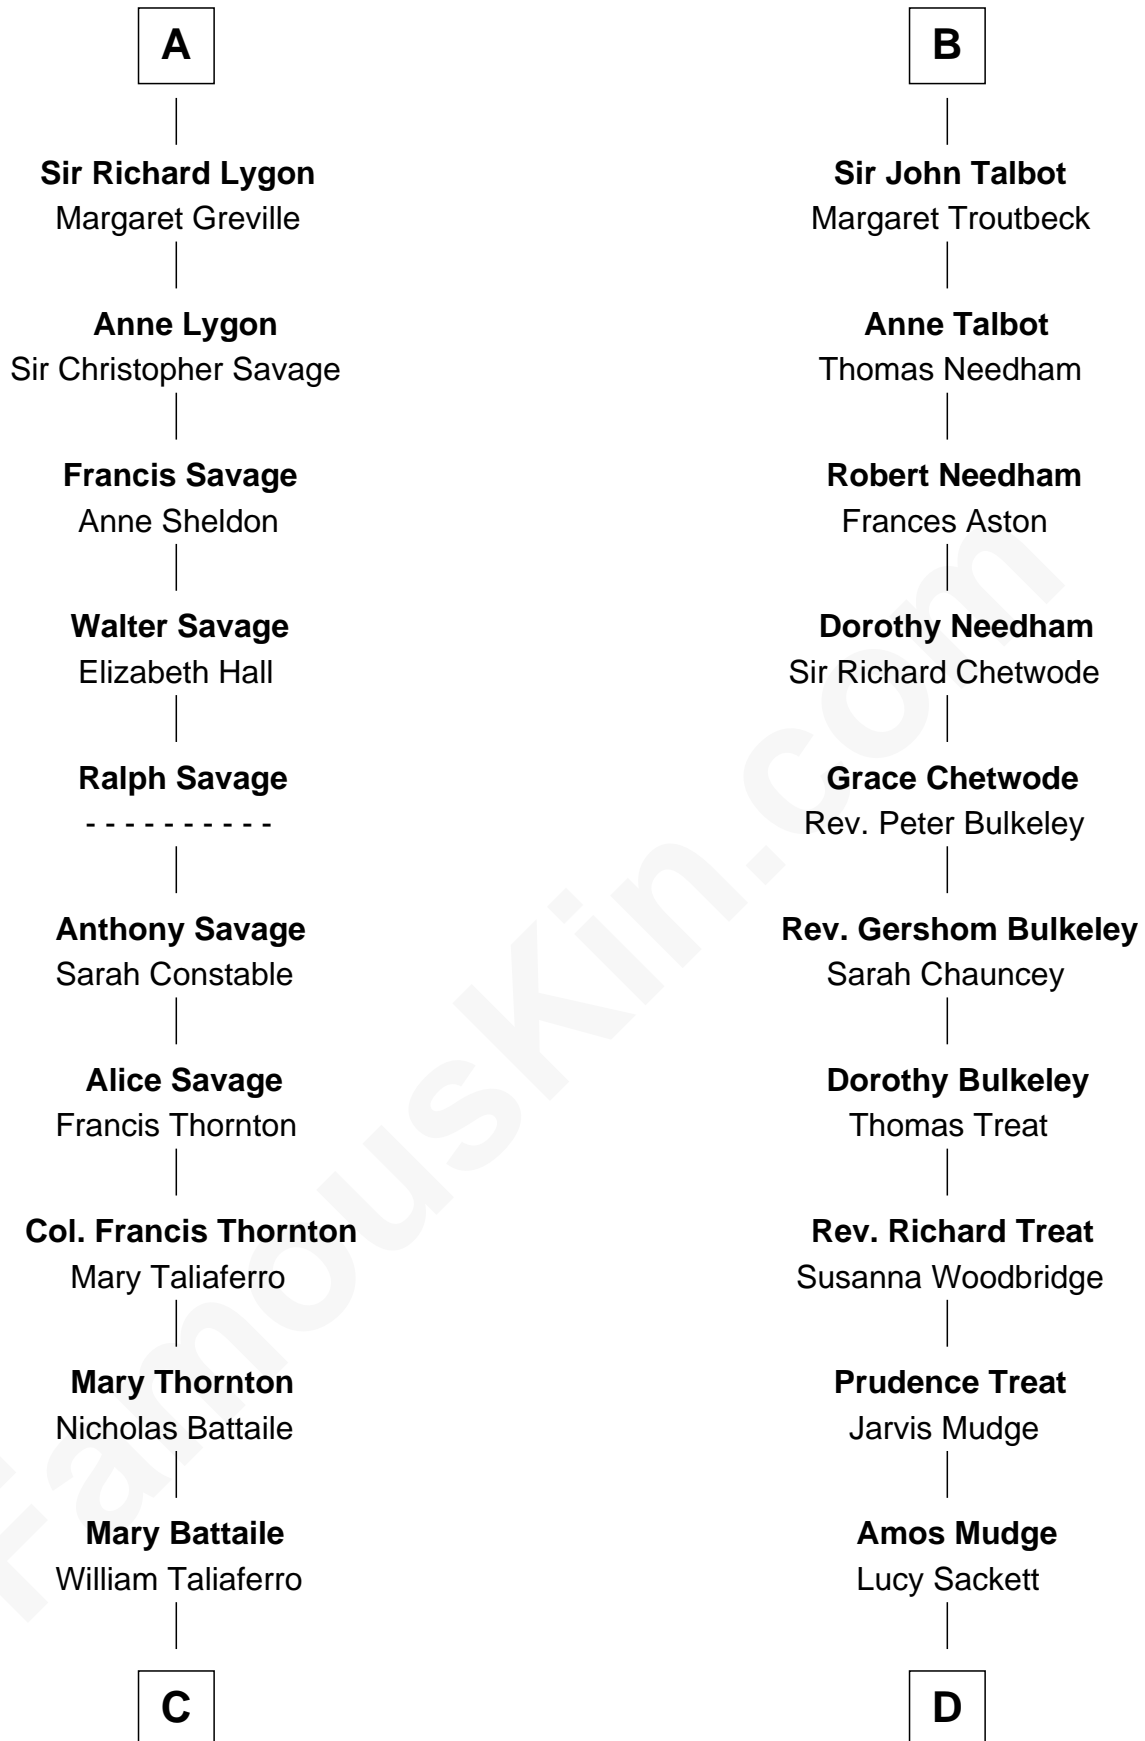 A
Sir Richard Lygon
Margaret Greville
Anne Lygon
Sir Christopher Savage
Francis Savage
Anne Sheldon
Walter Savage
Elizabeth Hall
Ralph Savage
- - - - - - - - - -
Anthony Savage
Sarah Constable
Alice Savage
Francis Thornton
Col. Francis Thornton
Mary Taliaferro
Mary Thornton
Nicholas Battaile
Mary Battaile
William Taliaferro
C
B
Sir John Talbot
Margaret Troutbeck
Anne Talbot
Thomas Needham
Robert Needham
Frances Aston
Dorothy Needham
Sir Richard Chetwode
Grace Chetwode
Rev. Peter Bulkeley
Rev. Gershom Bulkeley
Sarah Chauncey
Dorothy Bulkeley
Thomas Treat
Rev. Richard Treat
Susanna Woodbridge
Prudence Treat
Jarvis Mudge
Amos Mudge
Lucy Sackett
D
FamousKin.com